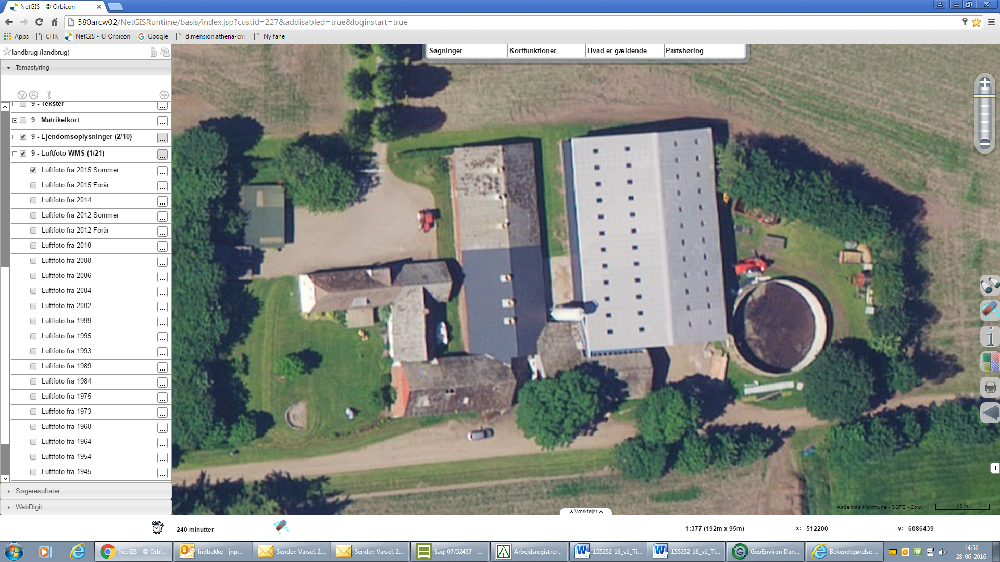 NetGIS - © Orbicon
580arcw02/NetGISRuntime/basis/index.jsp?custid=227&addisabled=true&loginstart=true
Apps CHR NetGIS - © Orbicon Google dimension.athena-cm Ny fane
landbrug (landbrug)
Søgninger Kortfunktioner Hvad er gældende Partshøring
Temastyring
9 - Tekster ...
9 - Matrikelkort ...
9 - Ejendomsoplysninger (2/10) ...
9 - Luftfoto WMS (1/21) ...
Luftfoto fra 2015 Sommer ...
Luftfoto fra 2015 Forår ...
Luftfoto fra 2014 ...
Luftfoto fra 2012 Sommer ...
Luftfoto fra 2012 Forår ...
Luftfoto fra 2010 ...
Luftfoto fra 2008 ...
Luftfoto fra 2006 ...
Luftfoto fra 2004 ...
Luftfoto fra 2002 ...
Luftfoto fra 1999 ...
Luftfoto fra 1995 ...
Luftfoto fra 1993 ...
Luftfoto fra 1989 ...
Luftfoto fra 1984 ...
Luftfoto fra 1975 ...
Luftfoto fra 1973 ...
Luftfoto fra 1968 ...
Luftfoto fra 1964 ...
Luftfoto fra 1954 ...
Luftfoto fra 1945 ...
Søgeresultater
WebDigit
Aabenraa Kommune - SDFE - Cowi 10 m
Værktøjer
240 minutter 1:377 (192m x 95m) x: 512200 y: 6086439
NetGIS - © Orbi... Indbakke - jnp... Sender: Varsel, 2... Sender: Varsel, 2... Sag: 07/52457 - ... Arbejdsregistrer... 155252-16_v1_Ti... 155252-16_v1_Ti... GeoEnviron Dan... Bekendtgørelse ...
14:56
28-06-2016